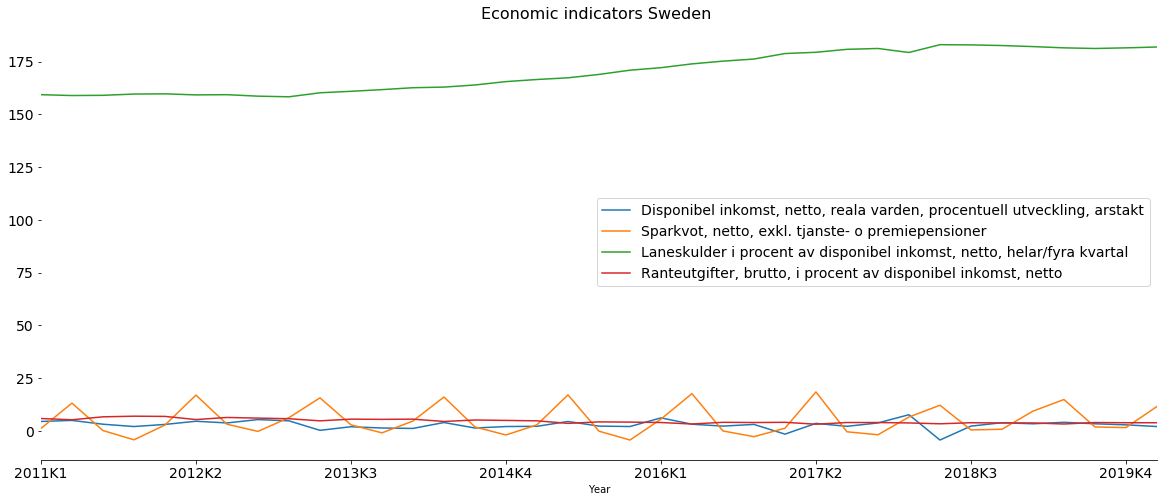 Economic indicators Sweden
175
150
125
100
75
50
25
0
Disponibel inkomst, netto, reala varden, procentuell utveckling, arstakt
Sparkvot, netto, exkl. tjanste- o premiepensioner
Laneskulder i procent av disponibel inkomst, netto, helar/fyra kvartal
Ranteutgifter, brutto, i procent av disponibel inkomst, netto
2011K1 2012K2 2013K3 2014K4 2016K1 2017K2 2018K3 2019K4
Year